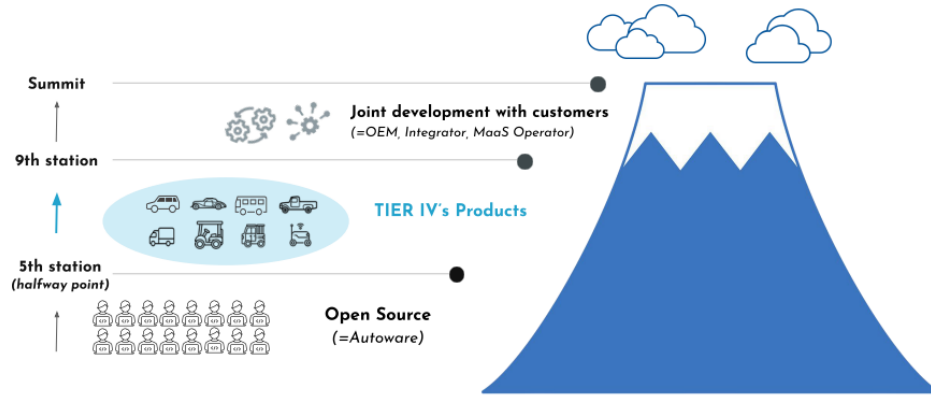 Summit
Joint development with customers
(=OEM, Integrator, MaaS Operator)
9th station
TIER IV's Products
5th station
(halfway point)
Open Source
(=Autoware)